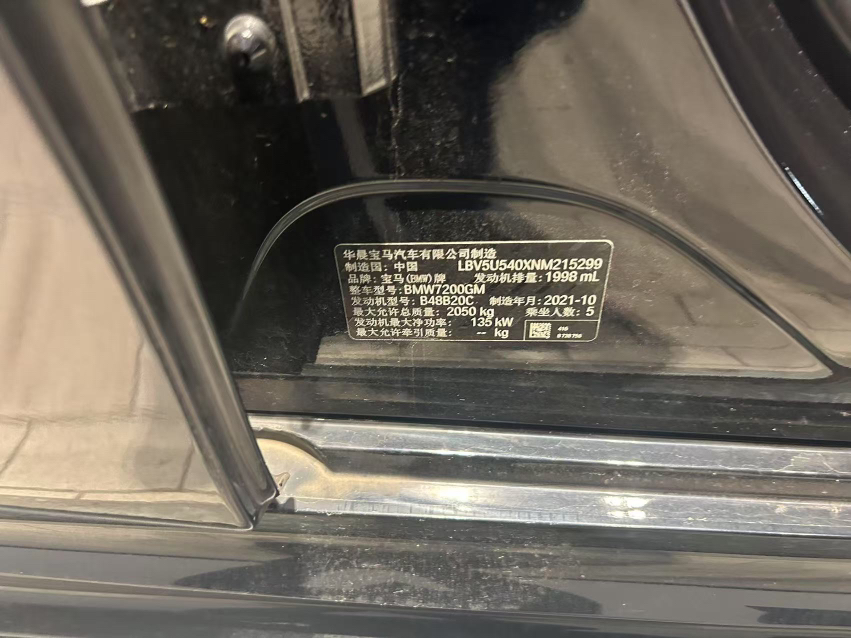 华晨宝马汽车有限公司制造
制造国: 中国 LBV5U540XNM215299
品牌: 宝马(BMW)牌 发动机排量: 1998 mL
整车型号: BMW7200GM
发动机型号: B48B20C 制造年月: 2021-10
最大允许总质量: 2050 kg 乘坐人数: 5
发动机最大净功率: 135 kW
最大允许牵引质量: -- kg